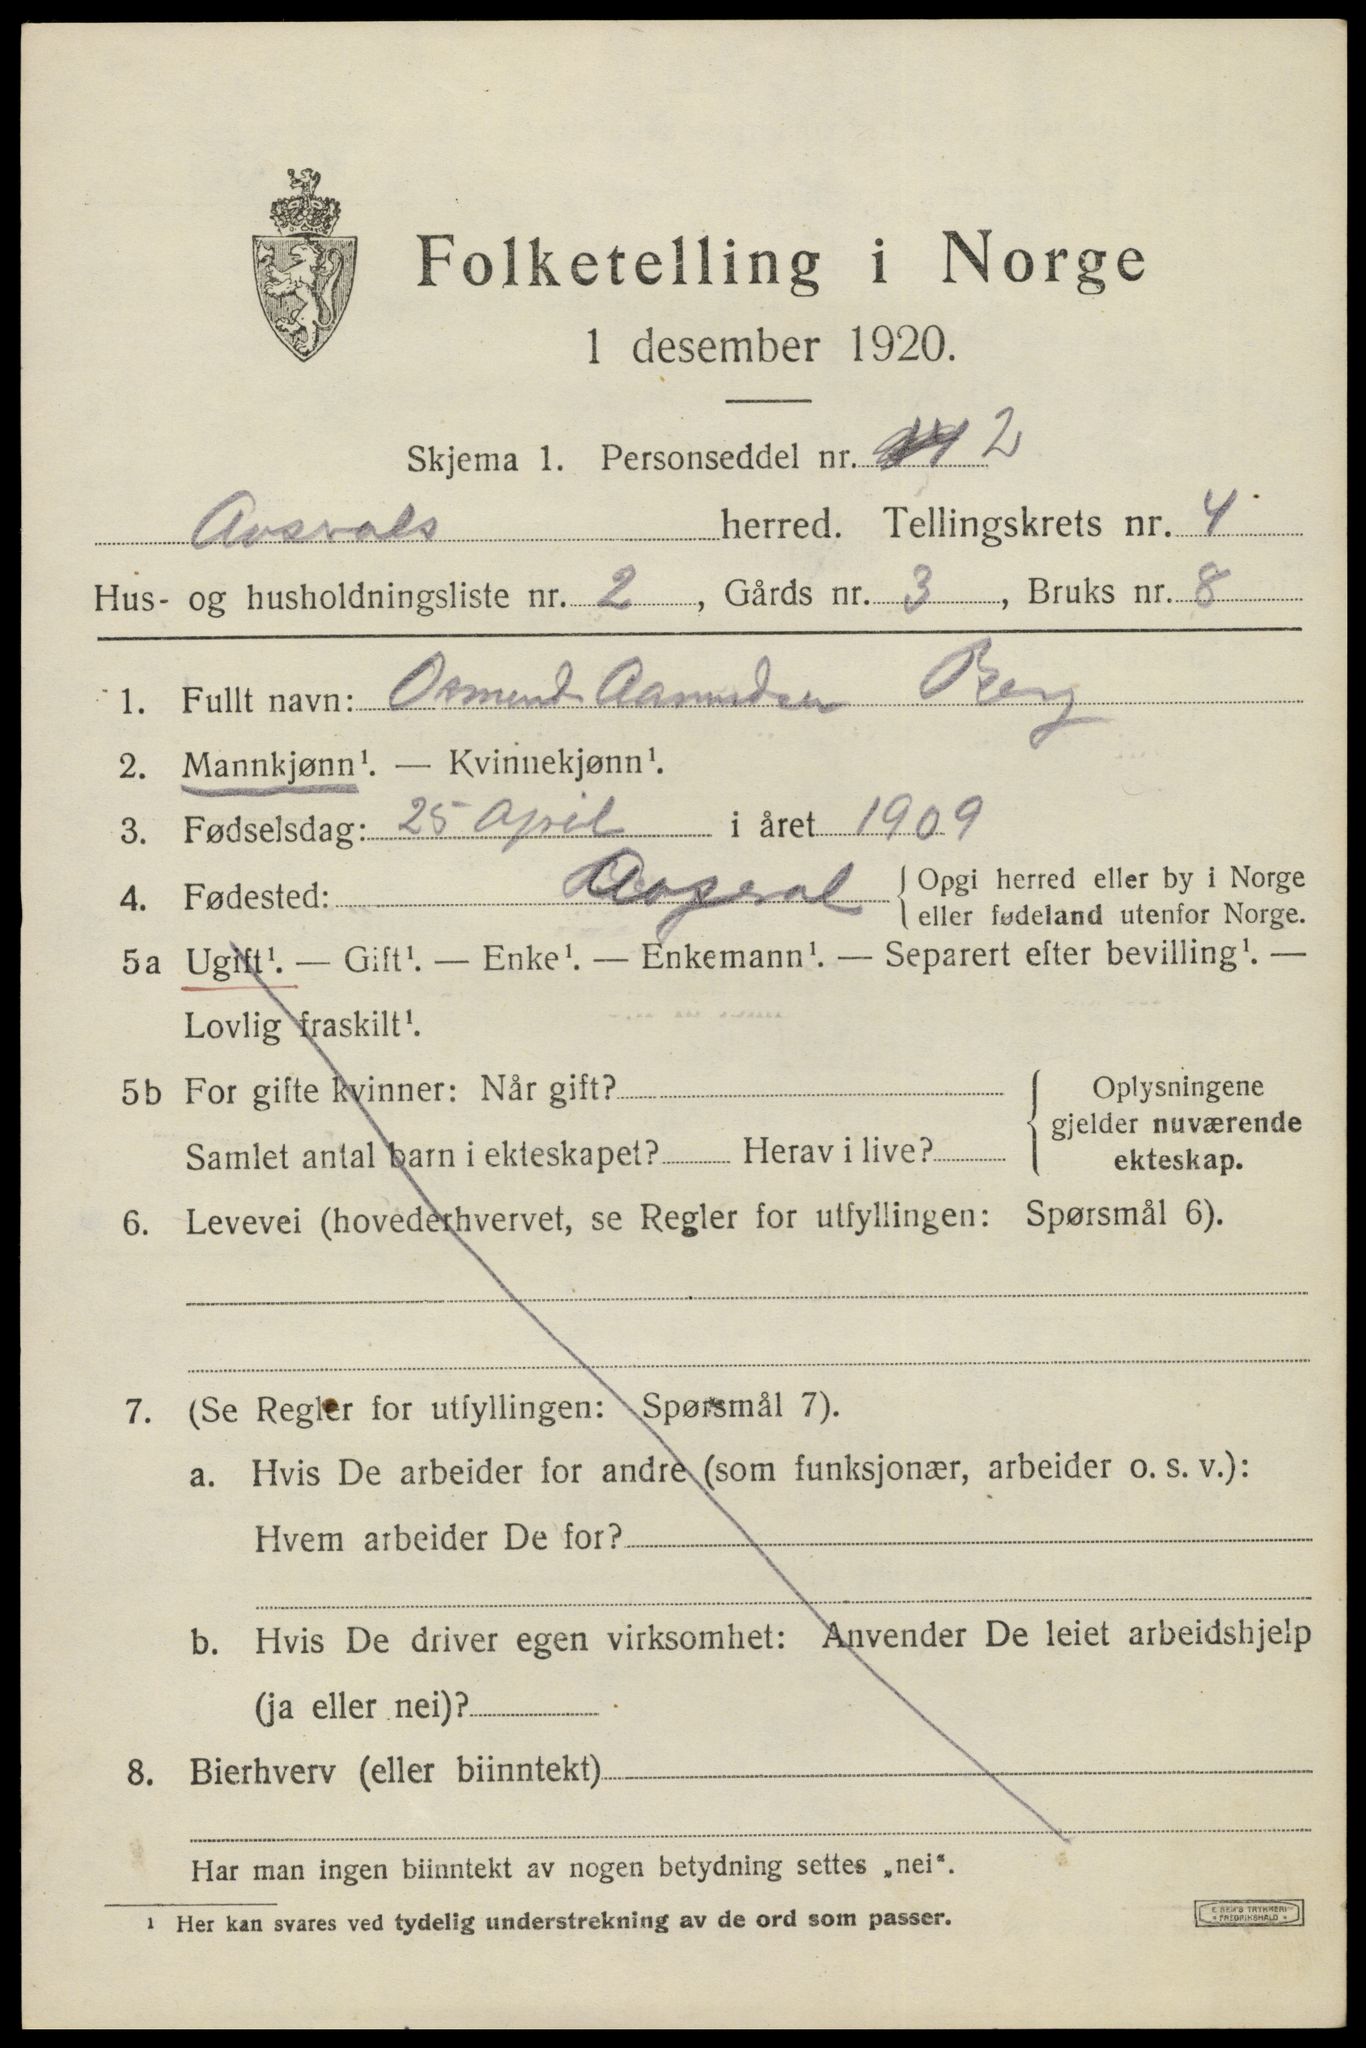 Folketelling i Norge
1 desember 1920.
Skjema 1. Personseddel nr. 2
Aosrals herred. Tellingskrets nr. 4
Hus- og husholdningsliste nr. 2, Gårds nr. 3, Bruks nr. 8
1. Fullt navn: Osmund Aamundsen Berg
2. Mannkjønn¹. — Kvinnekjønn¹.
3. Fødselsdag: 25 April i året 1909
4. Fødested: Aaseral { Opgi herred eller by i Norge
eller fødeland utenfor Norge.
5a Ugift¹. — Gift¹. — Enke¹. — Enkemann¹. — Separert efter bevilling¹. —
Lovlig fraskilt¹.
5b For gifte kvinner: Når gift?
Samlet antal barn i ekteskapet? Herav i live?
Oplysningene
gjelder nuværende
ekteskap.
6. Levevei (hovederhvervet, se Regler for utfyllingen: Spørsmål 6).
7. (Se Regler for utfyllingen: Spørsmål 7).
a. Hvis De arbeider for andre (som funksjonær, arbeider o. s. v.):
Hvem arbeider De for?
b. Hvis De driver egen virksomhet: Anvender De leiet arbeidshjelp
(ja eller nei)?
8. Bierhverv (eller biinntekt)
Har man ingen biinntekt av nogen betydning settes „nei“.
¹ Her kan svares ved tydelig understrekning av de ord som passer.
E. SEM'S TRYKKERI
FREDRIKSHALD